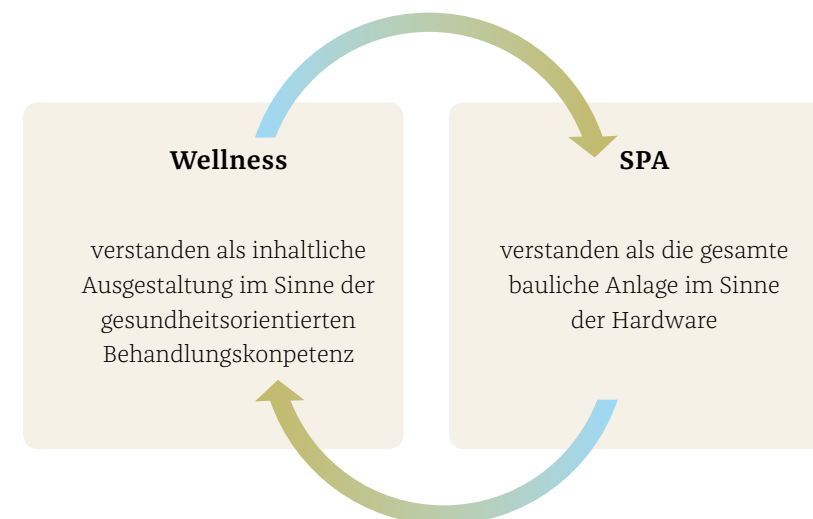 Wellness
verstanden als inhaltliche
Ausgestaltung im Sinne der
gesundheitsorientierten
Behandlungskonpetenz
SPA
verstanden als die gesamte
bauliche Anlage im Sinne
der Hardware